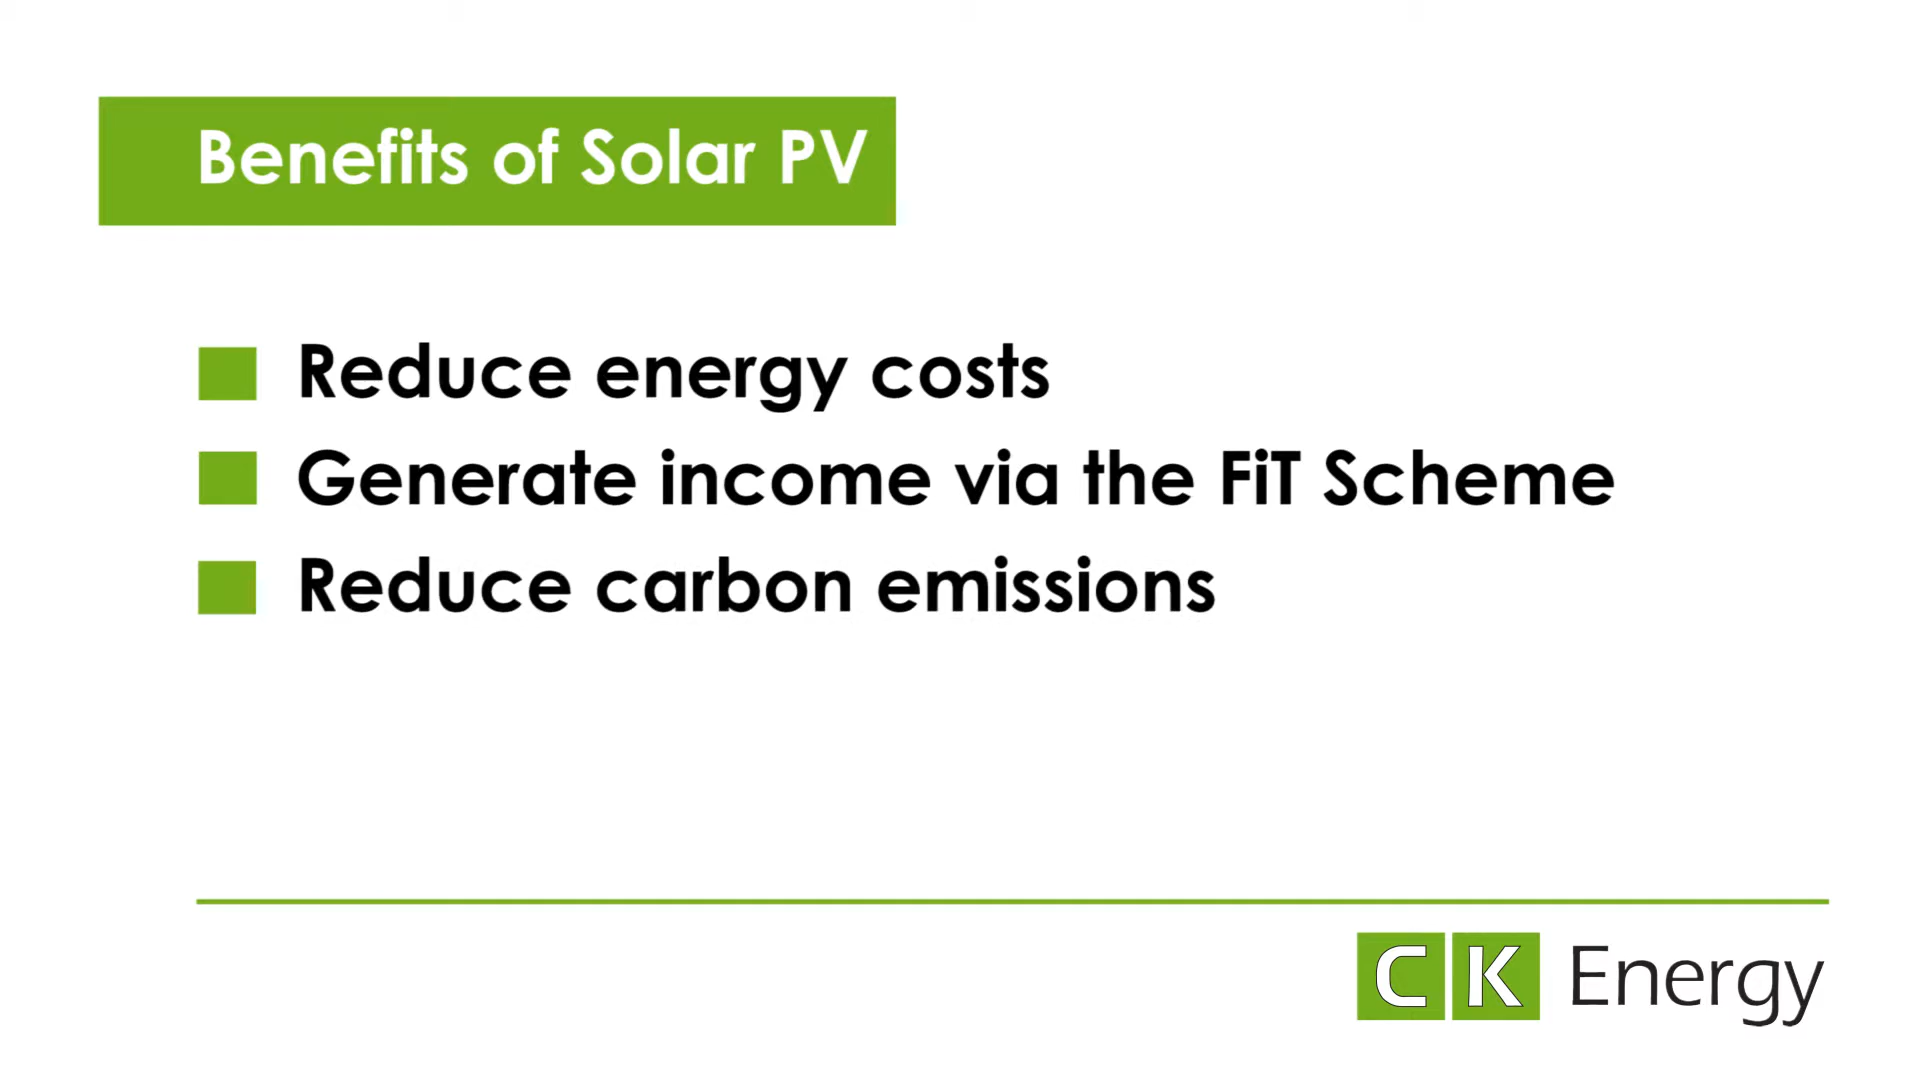 Benefits of Solar PV
Reduce energy costs
Generate income via the FiT Scheme
Reduce carbon emissions
CK Energy